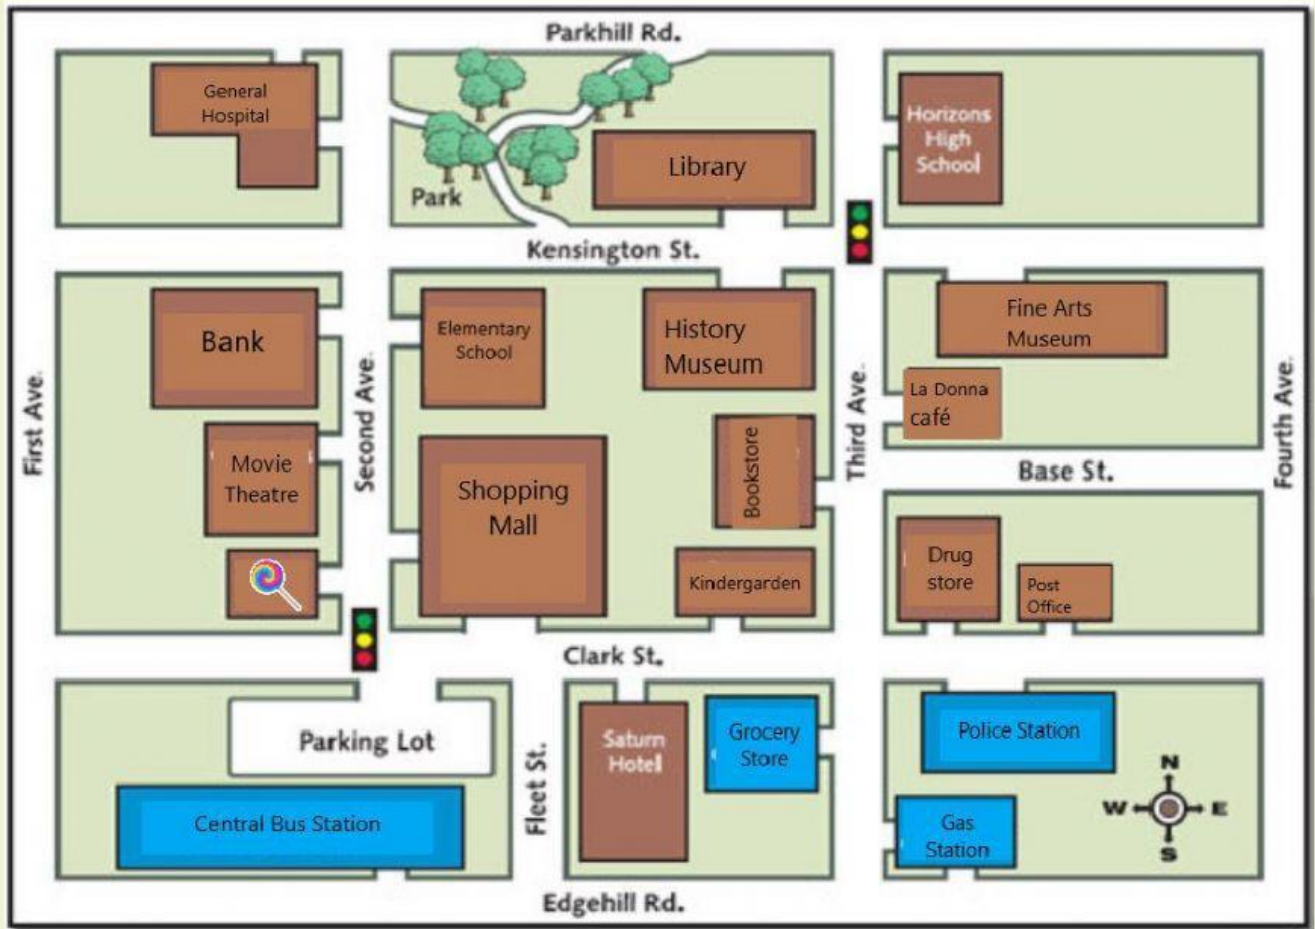 Parkhill Rd.
General
Hospital
Park
Library
Horizons
High
School
Kensington St.
Bank
Elementary
School
History
Museum
Fine Arts
Museum
La Donna
café
First Ave.
Second Ave.
Third Ave.
Fourth Ave.
Movie
Theatre
Shopping
Mall
Bookstore
Base St.
Kindergarden
Drug
store
Post
Office
Clark St.
Parking Lot
Fleet St.
Saturn
Hotel
Grocery
Store
Police Station
N
W
E
S
Central Bus Station
Gas
Station
Edgehill Rd.